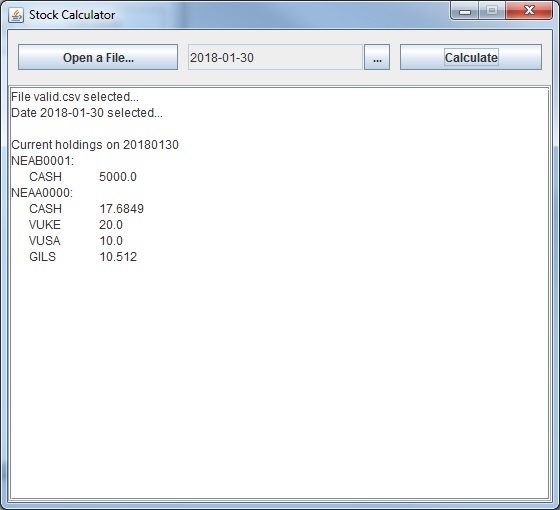 Stock Calculator
Open a File... 2018-01-30 ... Calculate
File valid.csv selected...
Date 2018-01-30 selected...
Current holdings on 20180130
NEAB0001:
CASH 5000.0
NEAA0000:
CASH 17.6849
VUKE 20.0
VUSA 10.0
GILS 10.512